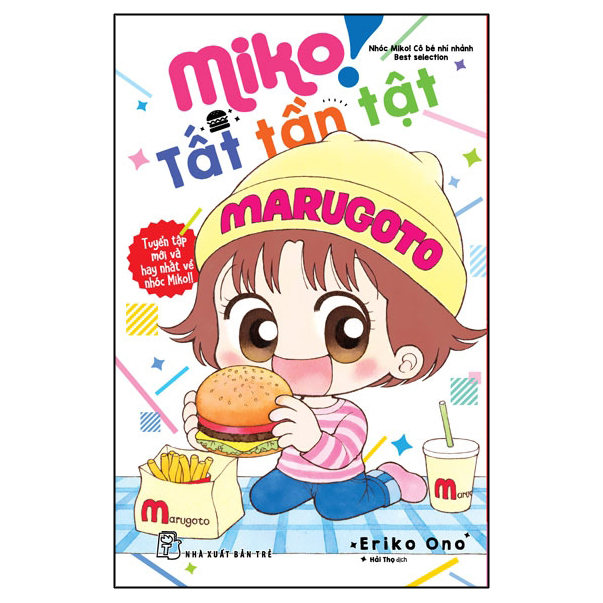 miko!
Nhóc Miko! Cô bé nhí nhảnh
Best selection
Tất tần tật
MARUGOTO
Tuyển tập
mới và
hay nhất về
nhóc Miko!!
marugoto
maru
Eriko Ono
Hải Thọ dịch
NHÀ XUẤT BẢN TRẺ